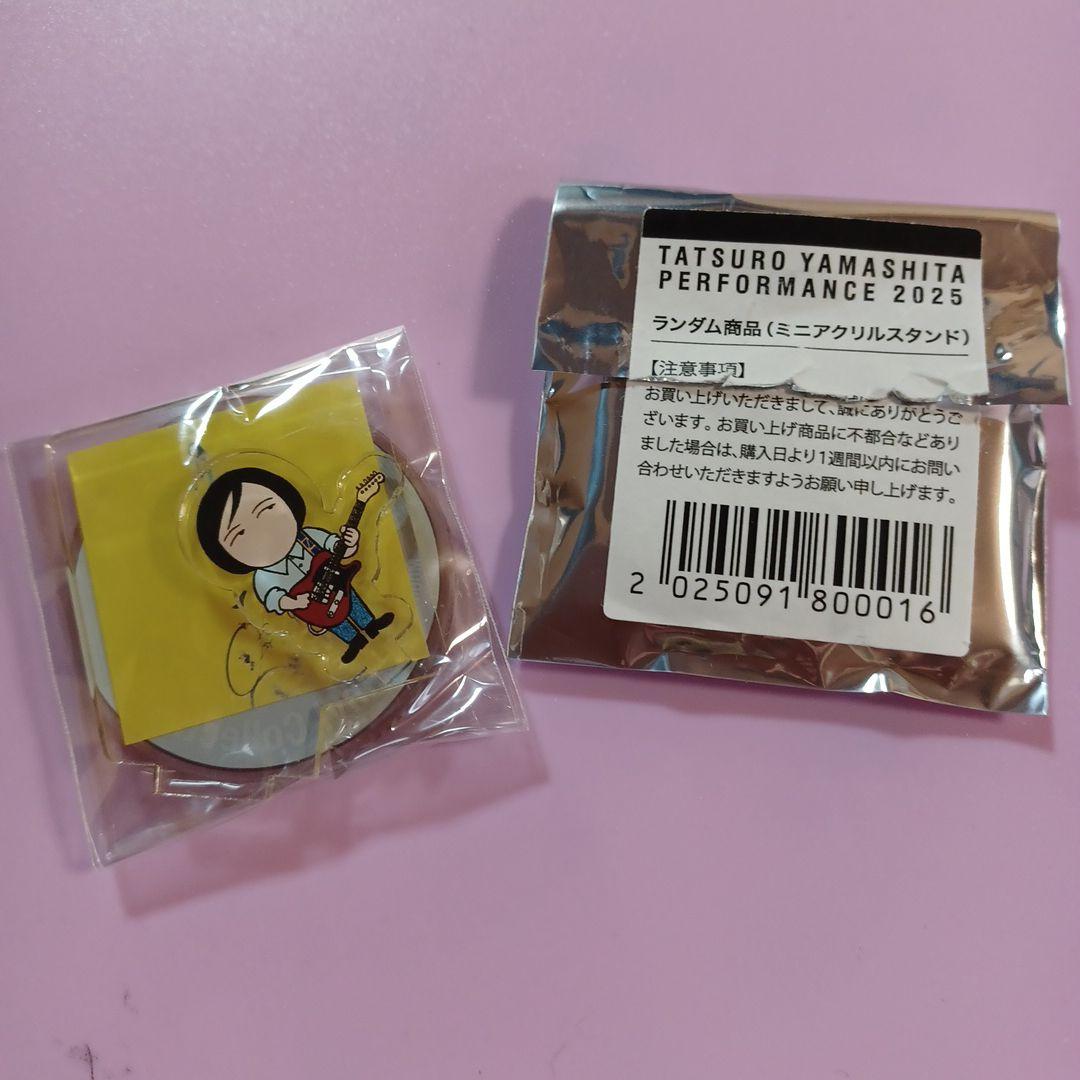 TATSURO YAMASHITA
PERFORMANCE 2025
ランダム商品（ミニアクリルスタンド）
【注意事項】
お買い上げいただきまして、誠にありがとうご
ざいます。お買い上げ商品に不都合などあり
ました場合は、購入日より1週間以内にお問い
合わせいただきますようお願い申し上げます。
2 025091 800016